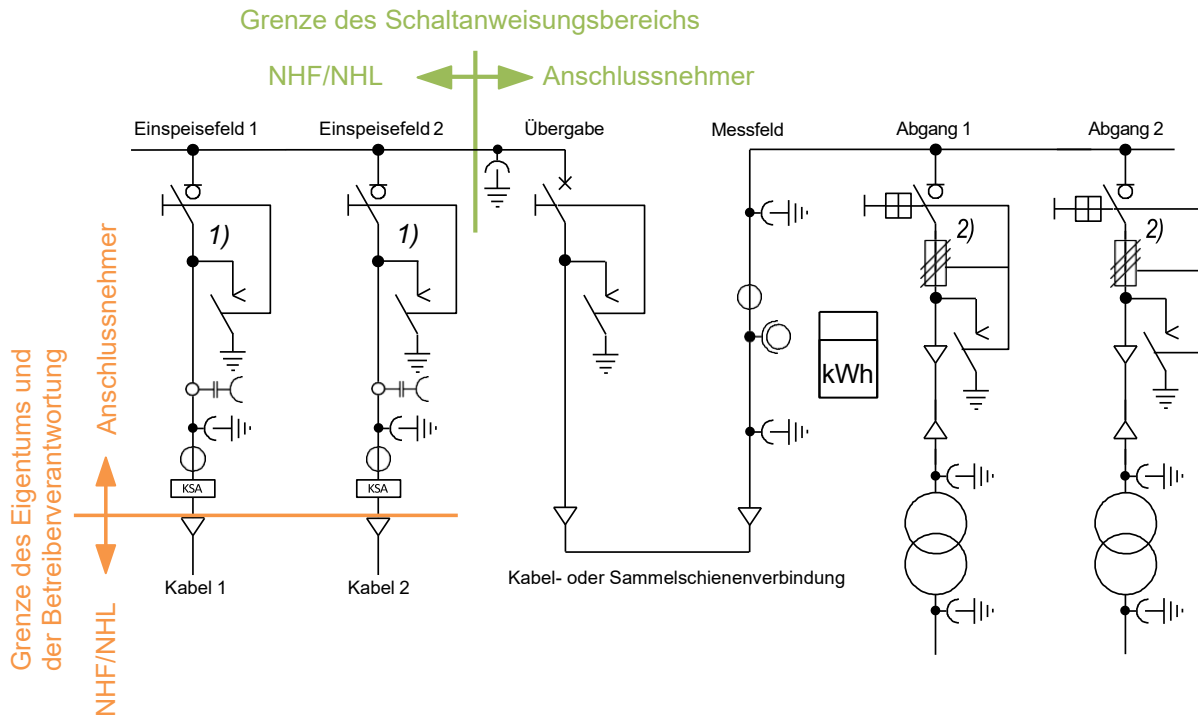 Grenze des Schaltanweisungsbereichs
NHF/NHL
Anschlussnehmer
Einspeisefeld 1
Einspeisefeld 2
Übergabe
Messfeld
Abgang 1
Abgang 2
1)
1)
2)
2)
kWh
KSA
KSA
Kabel 1
Kabel 2
Kabel- oder Sammelschienenverbindung
Grenze des Eigentums und
der Betreiberverantwortung
Anschlussnehmer
NHF/NHL